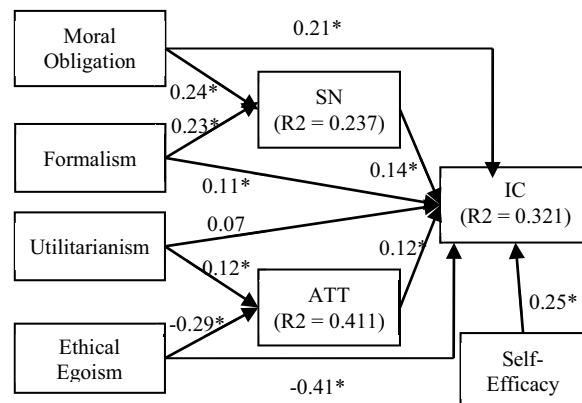 Moral
Obligation
0.21*
0.24*
SN
(R2 = 0.237)
0.23*
Formalism
0.14*
0.11*
IC
(R2 = 0.321)
Utilitarianism
0.07
0.12*
0.12*
ATT
(R2 = 0.411)
-0.29*
Ethical
Egoism
0.25*
Self-
Efficacy
-0.41*